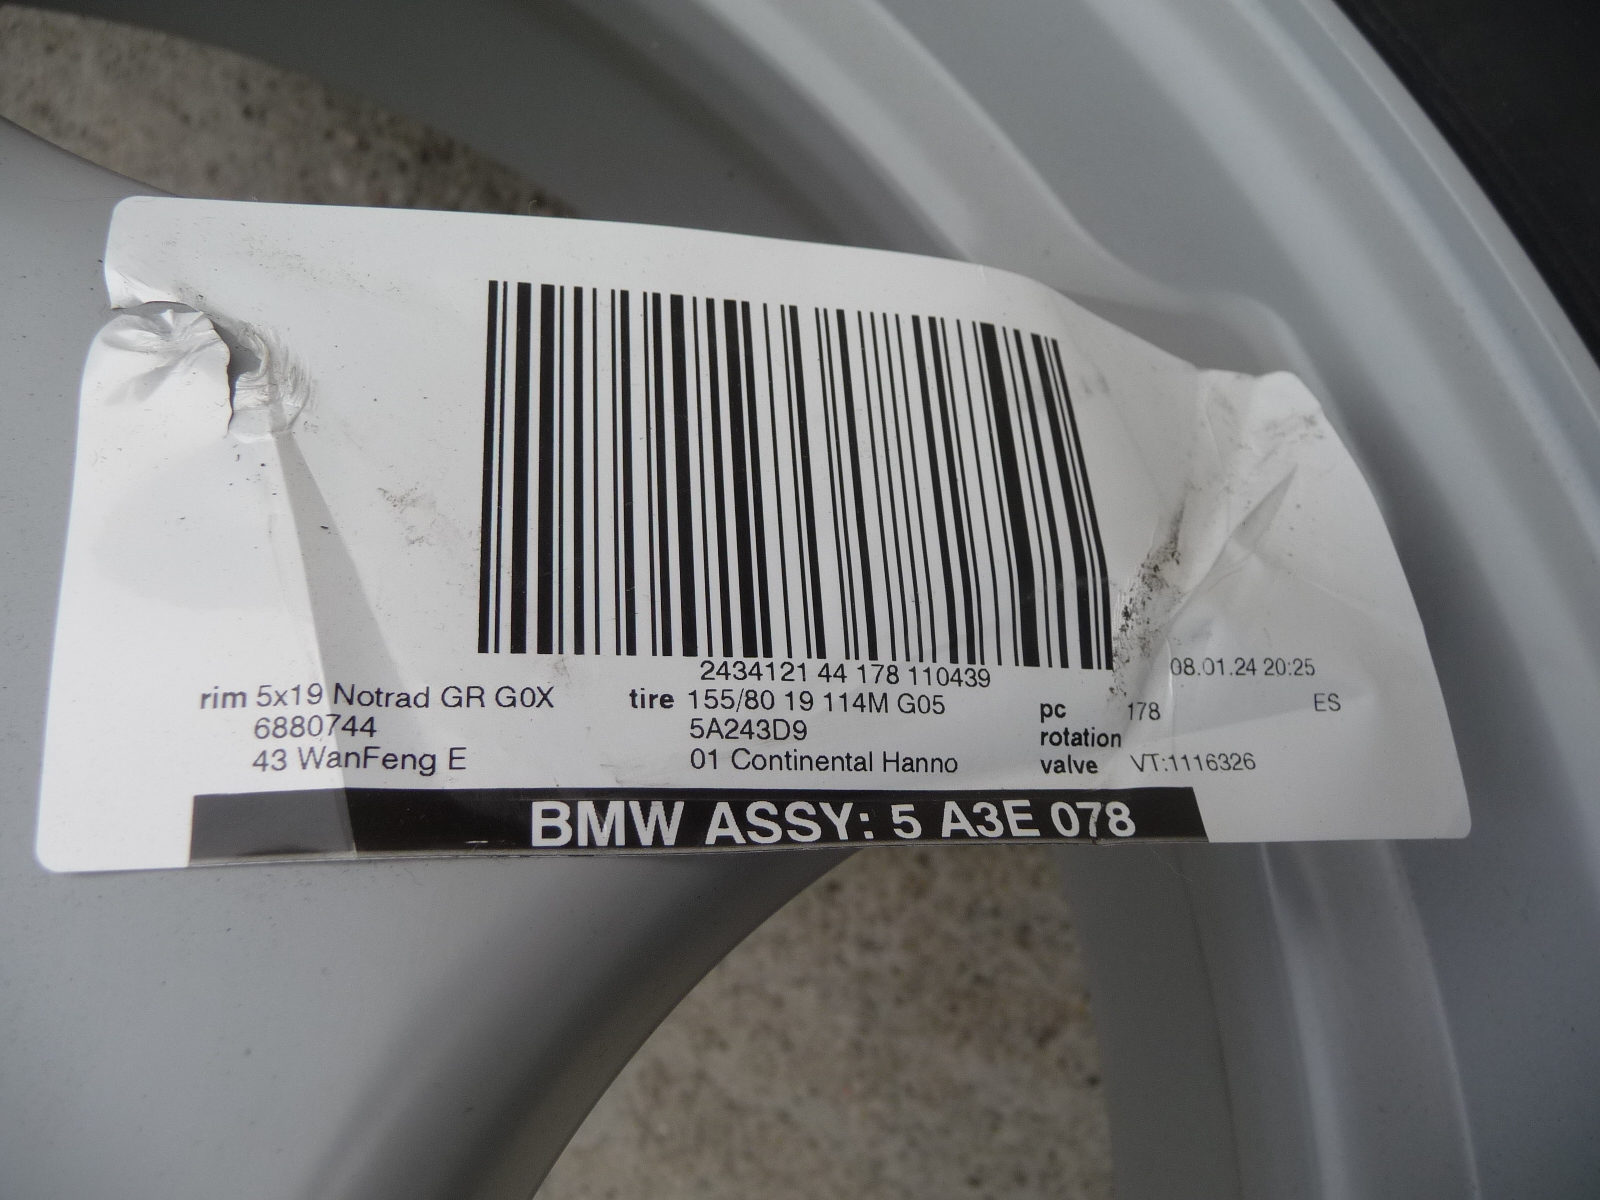 2434121 44 178 110439
08.01.24 20:25
rim 5x19 Notrad GR G0X
6880744
43 WanFeng E
tire 155/80 19 114M G05
5A243D9
01 Continental Hanno
pc 178 ES
rotation
valve VT:1116326
BMW ASSY: 5 A3E 078